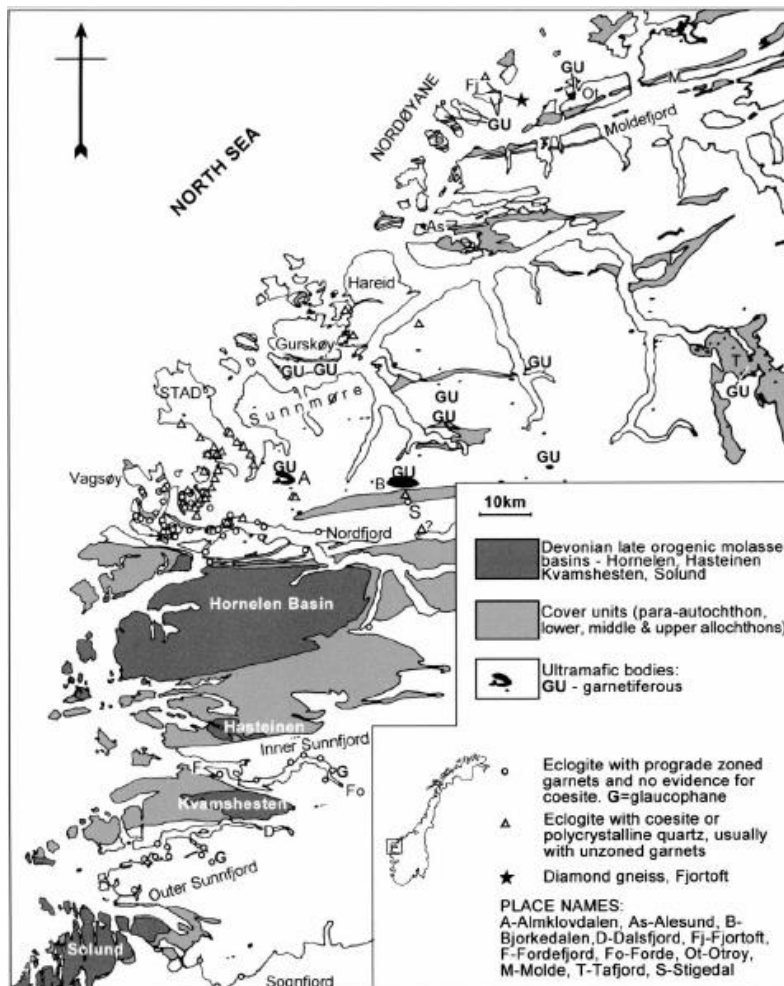 GU
Fj
Ot
M
GU
Moldefjord
NORDØYANE
NORTH SEA
As
Hareid
Gurskøy
GU GU
GU
T
GU
STAD
Sunnmøre
GU
GU
GU
A
GU
B
GU
S
Vagsøy
?
Nordfjord
Hornelen Basin
Hasteinen
Inner Sunnfjord
F
G
Fo
Kvamshesten
D
G
Outer Sunnfjord
Solund
Sognfjord
10km
Devonian late orogenic molasse
basins - Hornelen, Hasteinen
Kvamshesten, Solund
Cover units (para-autochthon,
lower, middle & upper allochthons)
Ultramafic bodies:
GU - garnetiferous
Eclogite with prograde zoned
garnets and no evidence for
coesite. G=glaucophane
Eclogite with coesite or
polycrystalline quartz, usually
with unzoned garnets
Diamond gneiss, Fjortoft
PLACE NAMES:
A-Almklovdalen, As-Alesund, B-
Bjorkedalen,D-Dalsfjord, Fj-Fjortoft,
F-Fordefjord, Fo-Forde, Ot-Otroy,
M-Molde, T-Tafjord, S-Stigedal